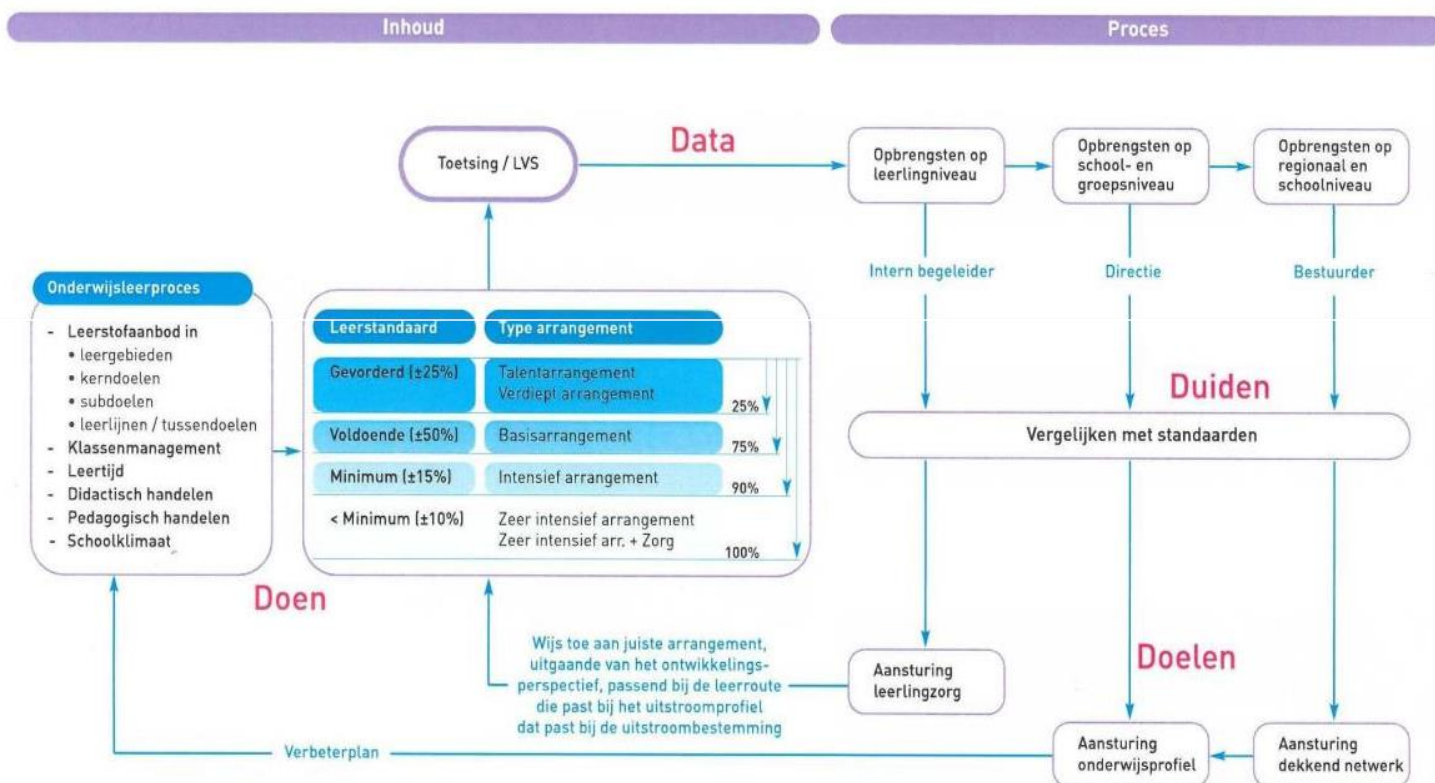 Inhoud
Proces
Toetsing / LVS
Data
Opbrengsten op
leerlingniveau
Opbrengsten op
school- en
groepsniveau
Opbrengsten op
regionaal en
schoolniveau
Intern begeleider
Directie
Bestuurder
Onderwijsleerproces
- Leerstofaanbod in
• leergebieden
• kerndoelen
• subdoelen
• leerlijnen / tussendoelen
- Klassenmanagement
- Leertijd
- Didactisch handelen
- Pedagogisch handelen
- Schoolklimaat
Leerstandaard
Type arrangement
Gevorderd (±25%)
Talentarrangement
Verdiept arrangement
25%
Voldoende (±50%)
Basisarrangement
75%
Minimum (±15%)
Intensief arrangement
90%
< Minimum (±10%)
Zeer intensief arrangement
Zeer intensief arr. + Zorg
100%
Duiden
Vergelijken met standaarden
Doen
Wijs toe aan juiste arrangement,
uitgaande van het ontwikkelings-
perspectief, passend bij de leerroute
die past bij het uitstroomprofiel
dat past bij de uitstroombestemming
Aansturing
leerlingzorg
Doelen
Verbeterplan
Aansturing
onderwijsprofiel
Aansturing
dekkend netwerk